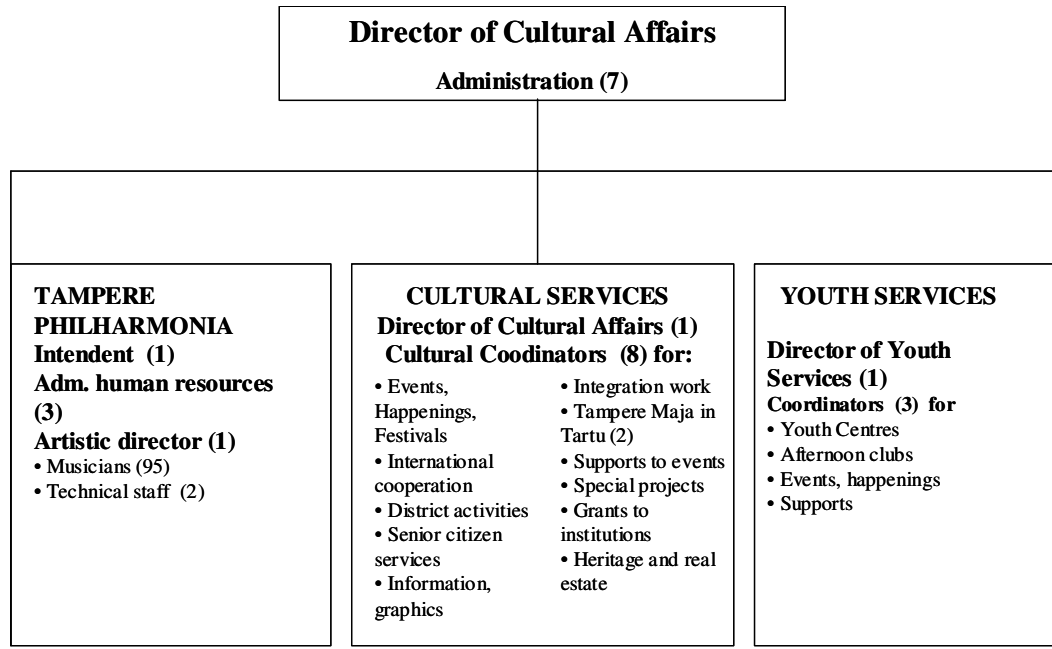 Director of Cultural Affairs
Administration (7)
TAMPERE
PHILHARMONIA
Intendent (1)
Adm. human resources
(3)
Artistic director (1)
• Musicians (95)
• Technical staff (2)
CULTURAL SERVICES
Director of Cultural Affairs (1)
Cultural Coodinators (8) for:
• Events,
Happenings,
Festivals
• International
cooperation
• District activities
• Senior citizen
services
• Information,
graphics
• Integration work
• Tampere Maja in
Tartu (2)
• Supports to events
• Special projects
• Grants to
institutions
• Heritage and real
estate
YOUTH SERVICES
Director of Youth
Services (1)
Coordinators (3) for
• Youth Centres
• Afternoon clubs
• Events, happenings
• Supports